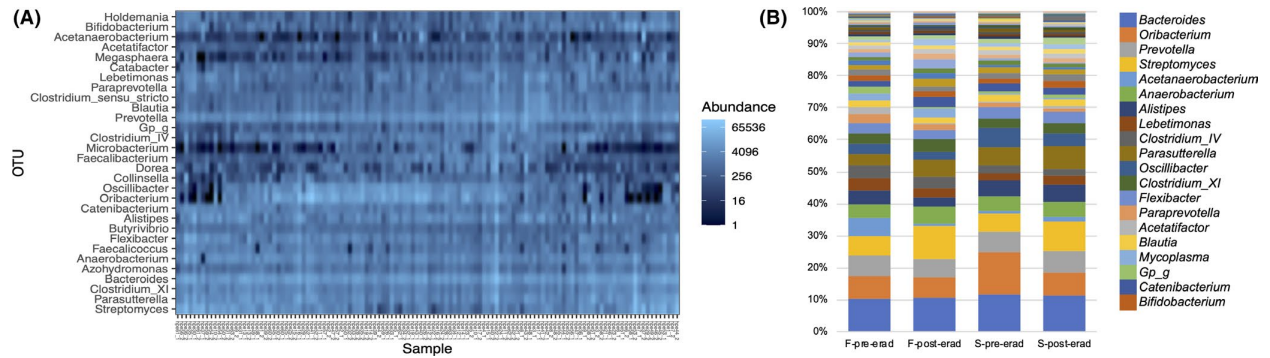 (A)
Holdemania
Bifidobacterium
Acetanaerobacterium
Acetatifactor
Megasphaera
Catabacter
Lebetimonas
Paraprevotella
Clostridium_sensu_stricto
Blautia
Prevotella
Gp_g
Clostridium_IV
Microbacterium
Faecalibacterium
Dorea
Collinsella
Oscillibacter
Oribacterium
Catenibacterium
Alistipes
Butyrivibrio
Flexibacter
Faecalicoccus
Anaerobacterium
Azohydromonas
Bacteroides
Clostridium_XI
Parasutterella
Streptomyces
OTU
Sample
Abundance
65536
4096
256
16
1
(B)
100%
90%
80%
70%
60%
50%
40%
30%
20%
10%
0%
F-pre-erad
F-post-erad
S-pre-erad
S-post-erad
Bacteroides
Oribacterium
Prevotella
Streptomyces
Acetanaerobacterium
Anaerobacterium
Alistipes
Lebetimonas
Clostridium_IV
Parasutterella
Oscillibacter
Clostridium_XI
Flexibacter
Paraprevotella
Acetatifactor
Blautia
Mycoplasma
Gp_g
Catenibacterium
Bifidobacterium